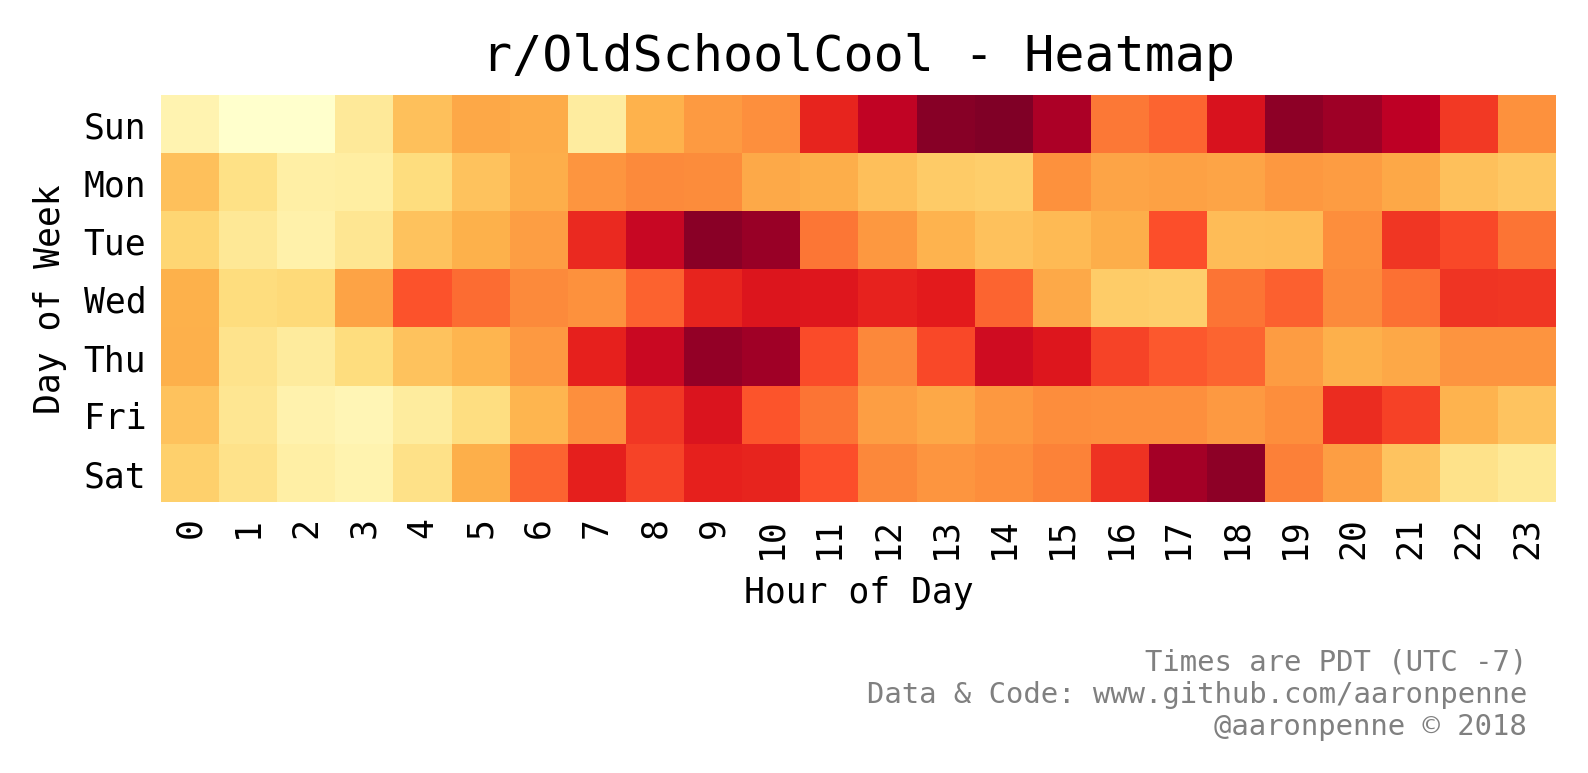 r/OldSchoolCool - Heatmap
Day of Week
Sun
Mon
Tue
Wed
Thu
Fri
Sat
0 1 2 3 4 5 6 7 8 9 10 11 12 13 14 15 16 17 18 19 20 21 22 23
Hour of Day
Times are PDT (UTC -7)
Data & Code: www.github.com/aaronpenne
@aaronpenne © 2018